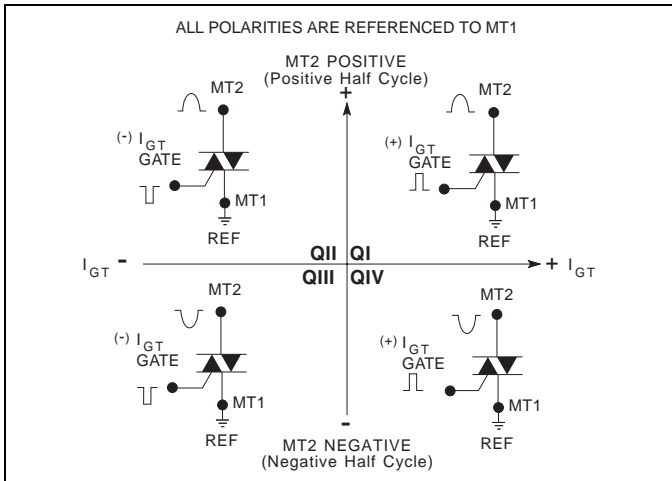 ALL POLARITIES ARE REFERENCED TO MT1
MT2 POSITIVE
(Positive Half Cycle)
+
MT2
(-) IGT
GATE
MT1
REF
MT2
(+) IGT
GATE
MT1
REF
IGT -
QII QI
QIII QIV
+ IGT
MT2
(-) IGT
GATE
MT1
REF
MT2
(+) IGT
GATE
MT1
REF
-
MT2 NEGATIVE
(Negative Half Cycle)